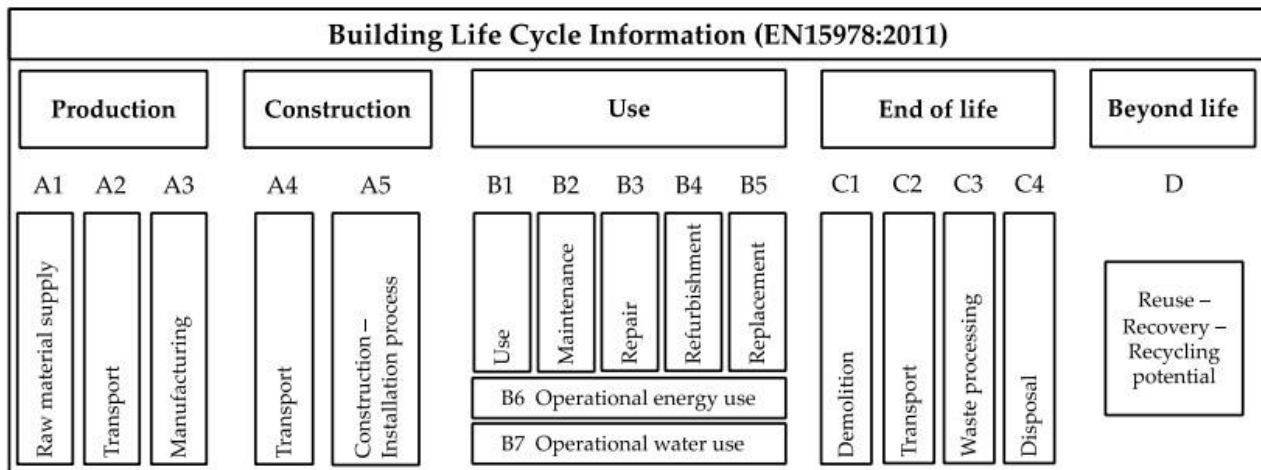 Building Life Cycle Information (EN15978:2011)
Production
Construction
Use
End of life
Beyond life
A1
A2
A3
A4
A5
B1
B2
B3
B4
B5
C1
C2
C3
C4
D
Raw material supply
Transport
Manufacturing
Transport
Construction –
Installation process
Use
Maintenance
Repair
Refurbishment
Replacement
B6 Operational energy use
B7 Operational water use
Demolition
Transport
Waste processing
Disposal
Reuse –
Recovery –
Recycling
potential